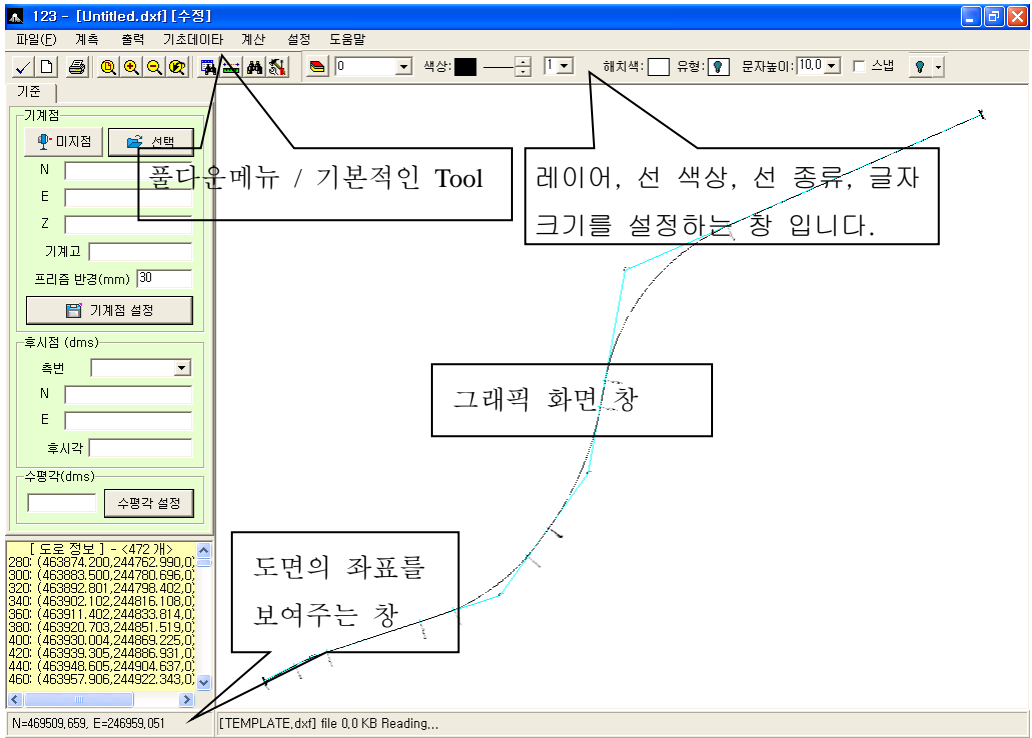 123 - [Untitled.dxf] [수정]
파일(F) 계측 출력 기초데이타 계산 설정 도움말
0 색상: 1 해치색: 유형: 문자높이: 10,0 스냅
기준
기계점
미지점 선택
N
E
Z
기계고
프리즘 반경(mm) 30
기계점 설정
후시점 (dms)
측번
N
E
후시각
수평각(dms)
수평각 설정
풀다운메뉴 / 기본적인 Tool
레이어, 선 색상, 선 종류, 글자
크기를 설정하는 창 입니다.
그래픽 화면 창
도면의 좌표를
보여주는 창
[ 도로 정보 ] - <472 개>
280: (463874.200,244762.990,0,
300: (463883.500,244780.696,0,
320: (463892.801,244798.402,0,
340: (463902.102,244816.108,0,
360: (463911.402,244833.814,0,
380: (463920.703,244851.519,0,
400: (463930.004,244869.225,0,
420: (463939.305,244886.931,0,
440: (463948.605,244904.637,0,
460: (463957.906,244922.343,0,
N=469509,659, E=246959,051
[TEMPLATE,dxf] file 0,0 KB Reading...